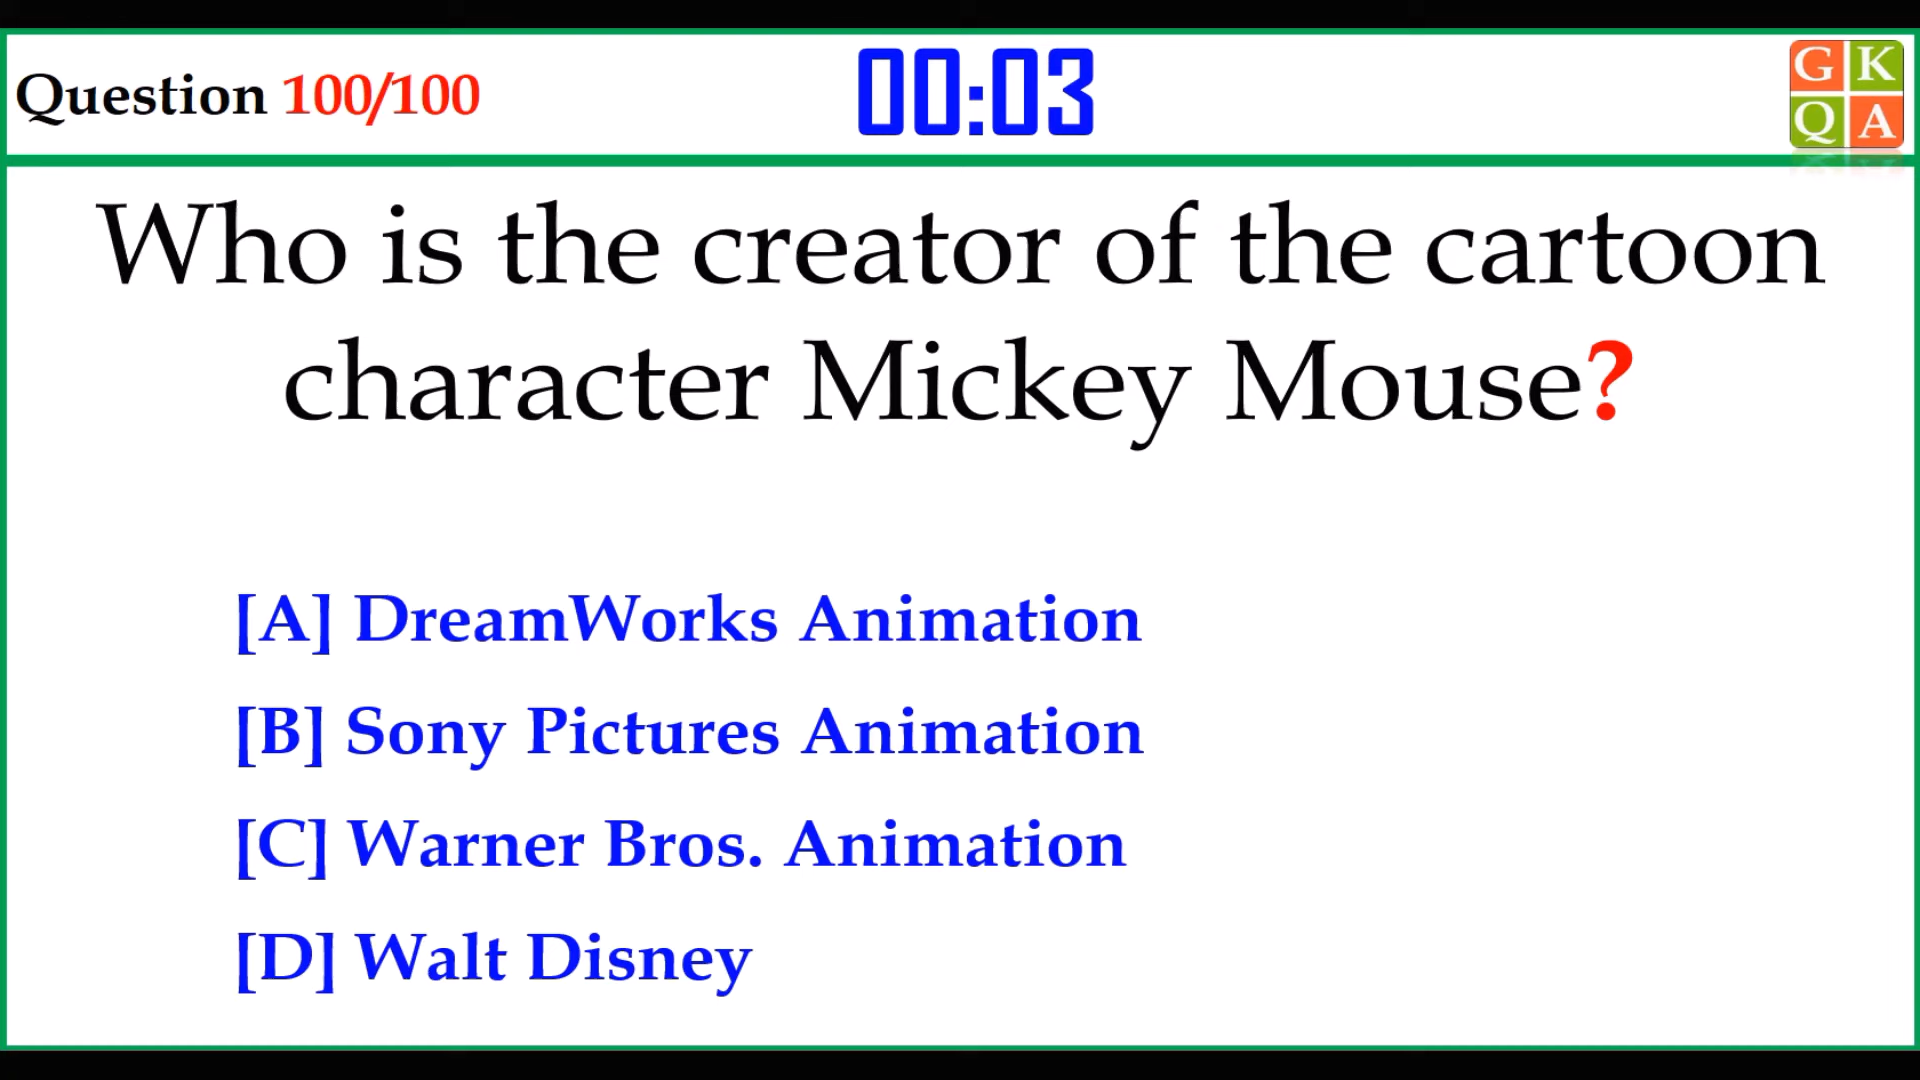 Question 100/100
00:03
G K
Q A
Who is the creator of the cartoon
character Mickey Mouse?
[A] DreamWorks Animation
[B] Sony Pictures Animation
[C] Warner Bros. Animation
[D] Walt Disney